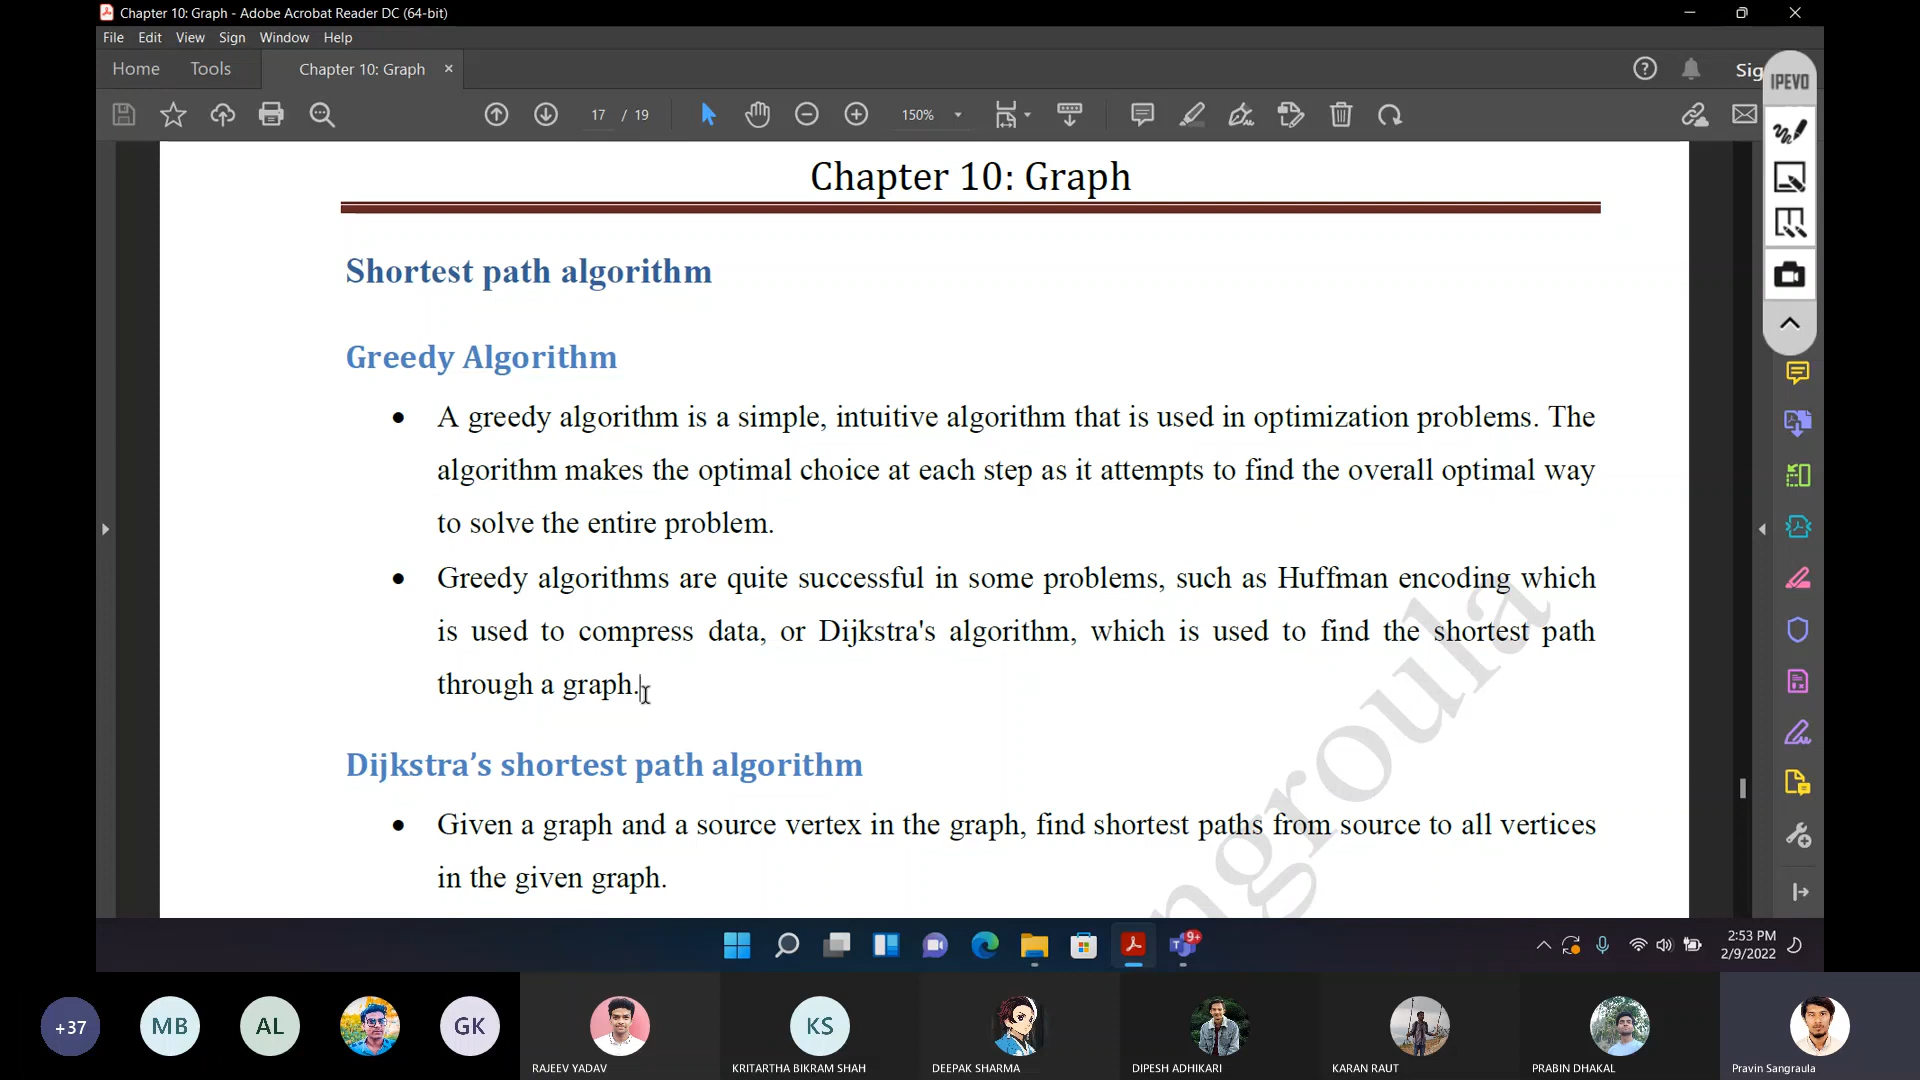 Chapter 10: Graph - Adobe Acrobat Reader DC (64-bit)
File Edit View Sign Window Help
Home Tools Chapter 10: Graph ×
Sig
IPEVO
17 / 19
150%
Chapter 10: Graph
Shortest path algorithm
Greedy Algorithm
• A greedy algorithm is a simple, intuitive algorithm that is used in optimization problems. The
algorithm makes the optimal choice at each step as it attempts to find the overall optimal way
to solve the entire problem.
• Greedy algorithms are quite successful in some problems, such as Huffman encoding which
is used to compress data, or Dijkstra's algorithm, which is used to find the shortest path
through a graph.
Dijkstra’s shortest path algorithm
• Given a graph and a source vertex in the graph, find shortest paths from source to all vertices
in the given graph.
ngroula
9+
2:53 PM
2/9/2022
+37 MB AL GK KS
RAJEEV YADAV KRITARTHA BIKRAM SHAH DEEPAK SHARMA DIPESH ADHIKARI KARAN RAUT PRABIN DHAKAL Pravin Sangraula